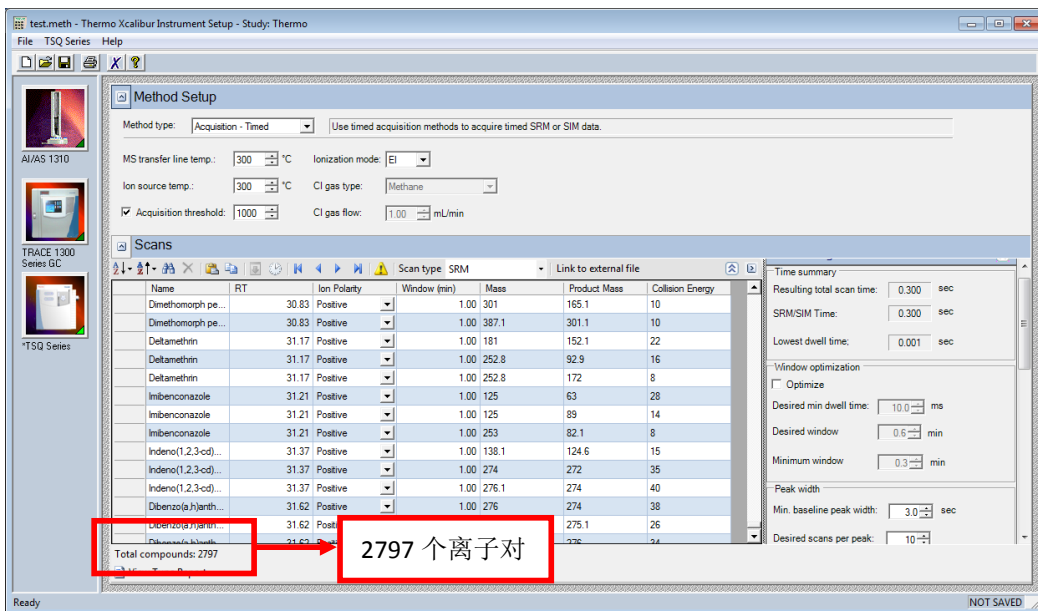 test.meth - Thermo Xcalibur Instrument Setup - Study: Thermo
File TSQ Series Help
AI/AS 1310
TRACE 1300
Series GC
*TSQ Series
Method Setup
Method type: Acquisition - Timed Use timed acquisition methods to acquire timed SRM or SIM data.
MS transfer line temp.: 300 °C Ionization mode: EI
Ion source temp.: 300 °C CI gas type: Methane
Acquisition threshold: 1000 CI gas flow: 1.00 mL/min
Scans
Scan type SRM Link to external file
Name RT Ion Polarity Window (min) Mass Product Mass Collision Energy
Dimethomorph pe... 30.83 Positive 1.00 301 165.1 10
Dimethomorph pe... 30.83 Positive 1.00 387.1 301.1 10
Deltamethrin 31.17 Positive 1.00 181 152.1 22
Deltamethrin 31.17 Positive 1.00 252.8 92.9 16
Deltamethrin 31.17 Positive 1.00 252.8 172 8
Imibenconazole 31.21 Positive 1.00 125 63 28
Imibenconazole 31.21 Positive 1.00 125 89 14
Imibenconazole 31.21 Positive 1.00 253 82.1 8
Indeno(1,2,3-cd)... 31.37 Positive 1.00 138.1 124.6 15
Indeno(1,2,3-cd)... 31.37 Positive 1.00 274 272 35
Indeno(1,2,3-cd)... 31.37 Positive 1.00 276.1 274 40
Dibenzo(a,h)anth... 31.62 Positive 1.00 276 274 38
Dibenzo(a,h)anth... 31.62 275.1 26
31.62 276 34
Total compounds: 2797
2797 个离子对
Time summary
Resulting total scan time: 0.300 sec
SRM/SIM Time: 0.300 sec
Lowest dwell time: 0.001 sec
Window optimization
Optimize
Desired min dwell time: 10.0 ms
Desired window 0.6 min
Minimum window 0.3 min
Peak width
Min. baseline peak width: 3.0 sec
Desired scans per peak: 10
Ready
NOT SAVED